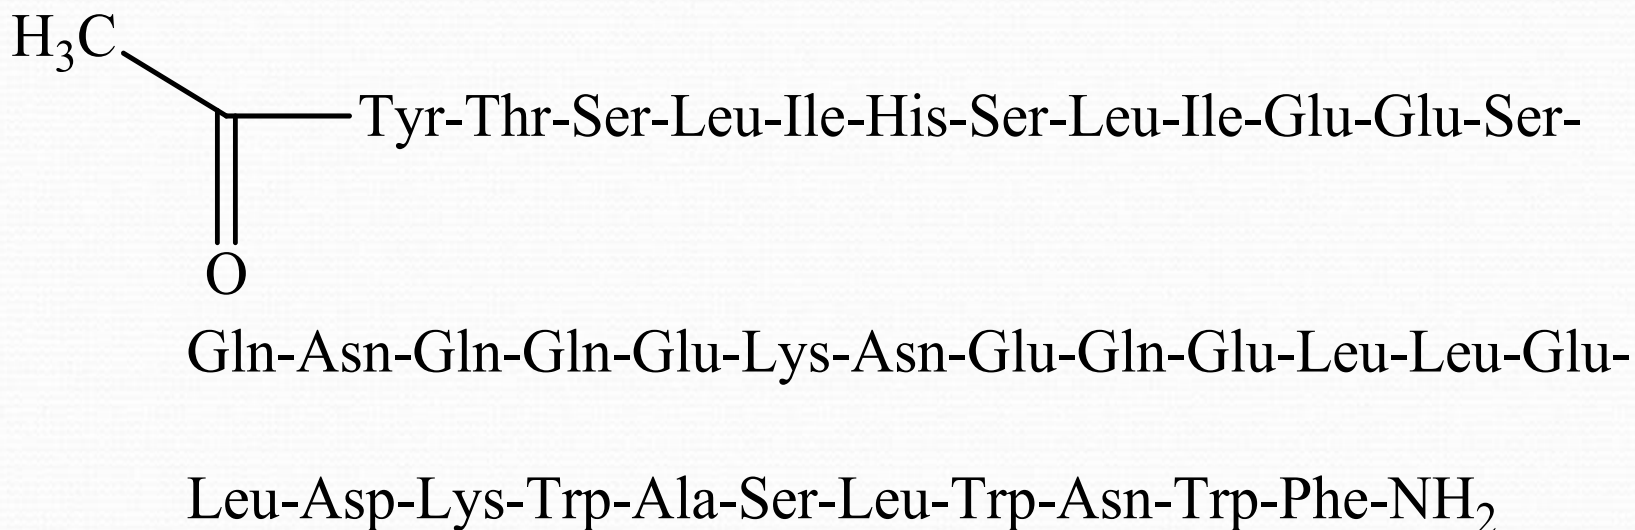 H3C
Tyr-Thr-Ser-Leu-Ile-His-Ser-Leu-Ile-Glu-Glu-Ser-
O
Gln-Asn-Gln-Gln-Glu-Lys-Asn-Glu-Gln-Glu-Leu-Leu-Glu-
Leu-Asp-Lys-Trp-Ala-Ser-Leu-Trp-Asn-Trp-Phe-NH2